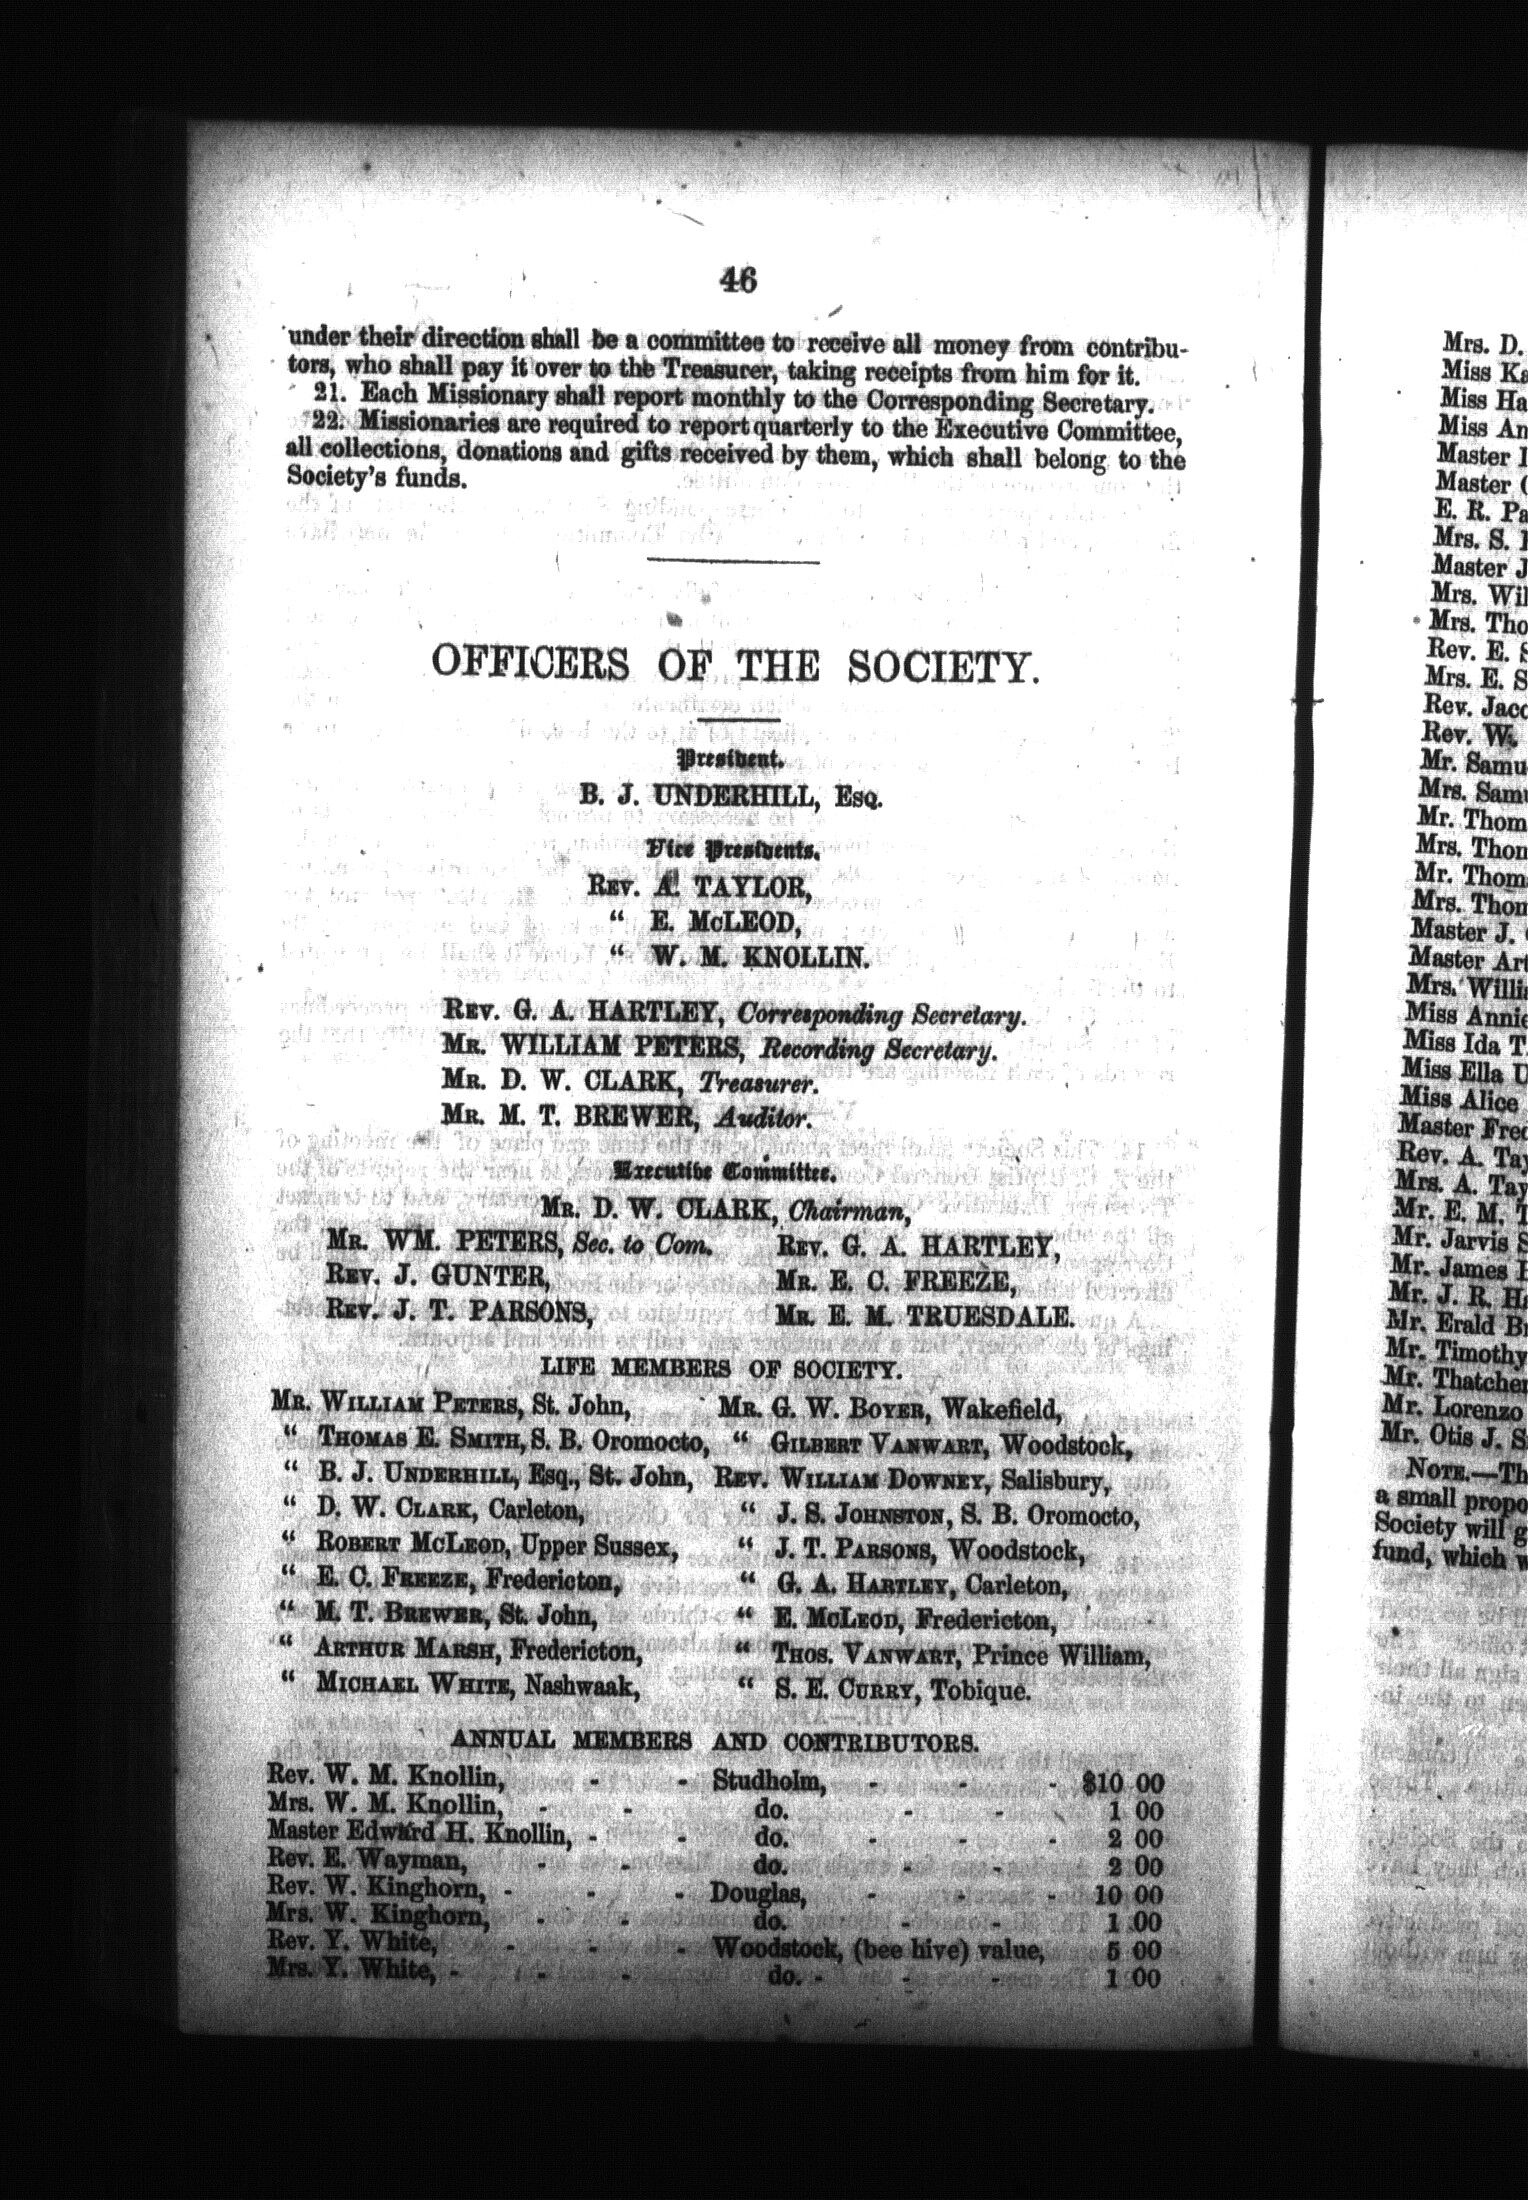 46
under their direction shall be a committee to receive all money from contribu-
tors, who shall pay it over to the Treasurer, taking receipts from him for it.
21. Each Missionary shall report monthly to the Corresponding Secretary.
22. Missionaries are required to report quarterly to the Executive Committee,
all collections, donations and gifts received by them, which shall belong to the
Society's funds.
OFFICERS OF THE SOCIETY.
President.
B. J. UNDERHILL, Esq.
Vice Presidents.
Rev. A. TAYLOR,
" E. McLEOD,
" W. M. KNOLLIN.
Rev. G. A. HARTLEY, Corresponding Secretary.
Mr. WILLIAM PETERS, Recording Secretary.
Mr. D. W. CLARK, Treasurer.
Mr. M. T. BREWER, Auditor.
Executive Committee.
Mr. D. W. CLARK, Chairman,
Mr. WM. PETERS, Sec. to Com. Rev. G. A. HARTLEY,
Rev. J. GUNTER, Mr. E. C. FREEZE,
Rev. J. T. PARSONS, Mr. E. M. TRUESDALE.
LIFE MEMBERS OF SOCIETY.
Mr. William Peters, St. John, Mr. G. W. Boyer, Wakefield,
" Thomas E. Smith, S. B. Oromocto, " Gilbert Vanwart, Woodstock,
" B. J. Underhill, Esq., St. John, Rev. William Downey, Salisbury,
" D. W. Clark, Carleton, " J. S. Johnston, S. B. Oromocto,
" Robert McLeod, Upper Sussex, " J. T. Parsons, Woodstock,
" E. C. Freeze, Fredericton, " G. A. Hartley, Carleton,
" M. T. Brewer, St. John, " E. McLeod, Fredericton,
" Arthur Marsh, Fredericton, " Thos. Vanwart, Prince William,
" Michael White, Nashwaak, " S. E. Curry, Tobique.
ANNUAL MEMBERS AND CONTRIBUTORS.
Rev. W. M. Knollin, - - Studholm, - - - $10 00
Mrs. W. M. Knollin, - - do. - - 1 00
Master Edward H. Knollin, - - do. - - - 2 00
Rev. E. Wayman, - - - do. - - 2 00
Rev. W. Kinghorn, - - - Douglas, - - - 10 00
Mrs. W. Kinghorn, - - do. - - 1 00
Rev. Y. White, - - - Woodstock, (bee hive) value, 5 00
Mrs. Y. White, - - - do. - - - 1 00
Mrs. D.
Miss
Miss
Miss
Master
Master
E. R.
Mrs. S.
Master
Mrs.
Mrs.
Rev. E.
Mrs. E.
Rev.
Rev. W.
Mr.
Mrs.
Mr.
Mrs.
Mr.
Mrs.
Master J.
Master
Mrs.
Miss
Miss Ida T.
Miss Ella
Miss Alice
Master
Rev. A.
Mrs. A.
Mr. E. M.
Mr. Jarvis
Mr. James
Mr. J. R.
Mr. Erald
Mr. Timothy
Mr.
Mr. Lorenzo
Mr. Otis J.
Note.—
a small
Society will
fund, which